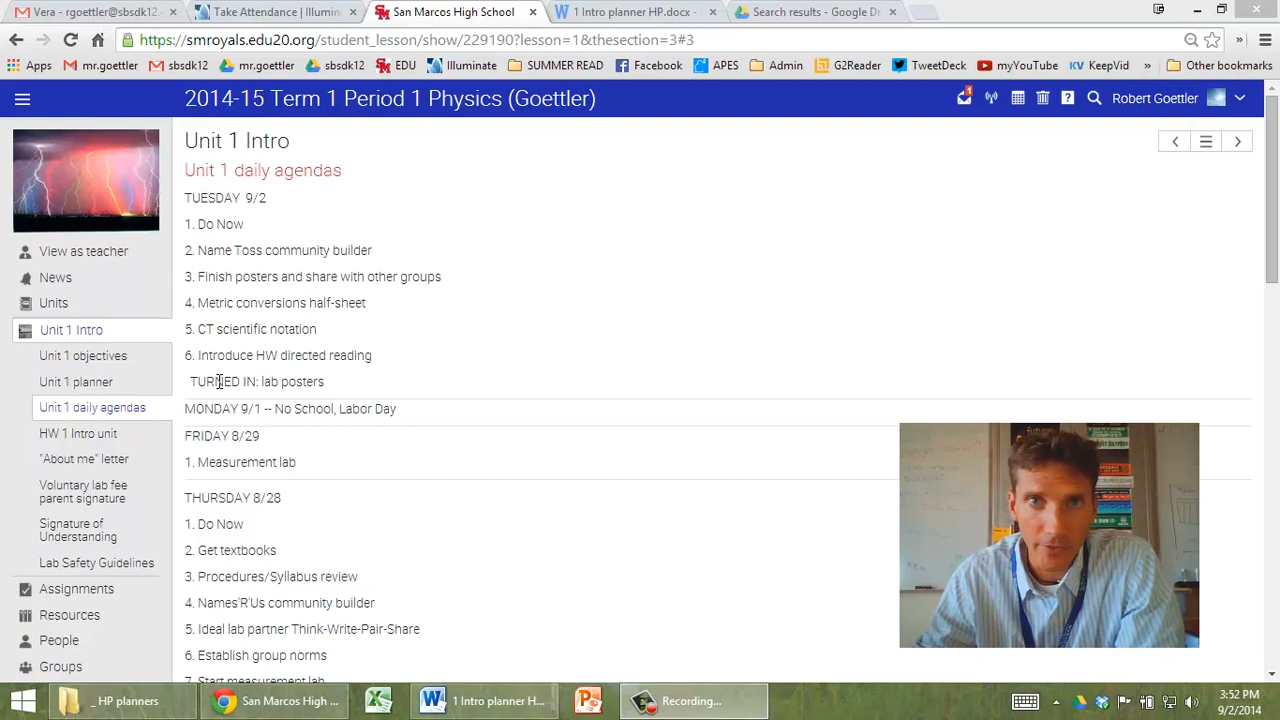 Vera - rgoettler@sbsdk12
Take Attendance | Illumin
San Marcos High School
1 Intro planner HP.docx -
Search results - Google Dr
https://smroyals.edu20.org/student_lesson/show/229190?lesson=1&thesection=3#3
Apps mr.goettler sbsdk12 mr.goettler sbsdk12 EDU Illuminate SUMMER READ Facebook APES Admin G2Reader TweetDeck myYouTube KV KeepVid » Other bookmarks
2014-15 Term 1 Period 1 Physics (Goettler)
1
Robert Goettler
View as teacher
News
Units
Unit 1 Intro
Unit 1 objectives
Unit 1 planner
Unit 1 daily agendas
HW 1 Intro unit
"About me" letter
Voluntary lab fee
parent signature
Signature of
Understanding
Lab Safety Guidelines
Assignments
Resources
People
Groups
Unit 1 Intro
Unit 1 daily agendas
TUESDAY 9/2
1. Do Now
2. Name Toss community builder
3. Finish posters and share with other groups
4. Metric conversions half-sheet
5. CT scientific notation
6. Introduce HW directed reading
TURNED IN: lab posters
MONDAY 9/1 -- No School, Labor Day
FRIDAY 8/29
1. Measurement lab
THURSDAY 8/28
1. Do Now
2. Get textbooks
3. Procedures/Syllabus review
4. Names'R'Us community builder
5. Ideal lab partner Think-Write-Pair-Share
6. Establish group norms
7. Start measurement lab
_ HP planners
San Marcos High ...
1 Intro planner H...
Recording...
3:52 PM
9/2/2014